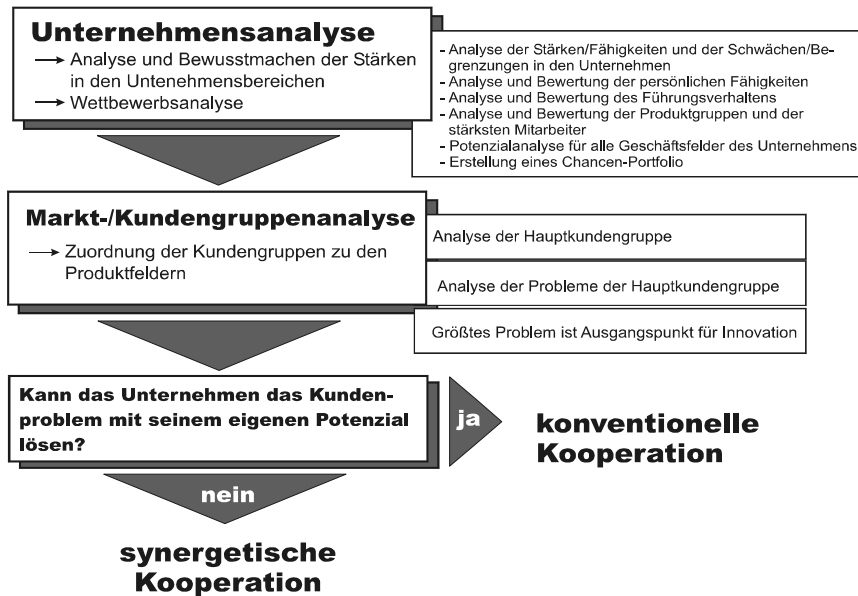 Unternehmensanalyse
→ Analyse und Bewusstmachen der Stärken
in den Untenehmensbereichen
→ Wettbewerbsanalyse
- Analyse der Stärken/Fähigkeiten und der Schwächen/Be-
grenzungen in den Unternehmen
- Analyse und Bewertung der persönlichen Fähigkeiten
- Analyse und Bewertung des Führungsverhaltens
- Analyse und Bewertung der Produktgruppen und der
stärksten Mitarbeiter
- Potenzialanalyse für alle Geschäftsfelder des Unternehmens
- Erstellung eines Chancen-Portfolio
Markt-/Kundengruppenanalyse
→ Zuordnung der Kundengruppen zu den
Produktfeldern
Analyse der Hauptkundengruppe
Analyse der Probleme der Hauptkundengruppe
Größtes Problem ist Ausgangspunkt für Innovation
Kann das Unternehmen das Kunden-
problem mit seinem eigenen Potenzial
lösen?
ja
konventionelle
Kooperation
nein
synergetische
Kooperation